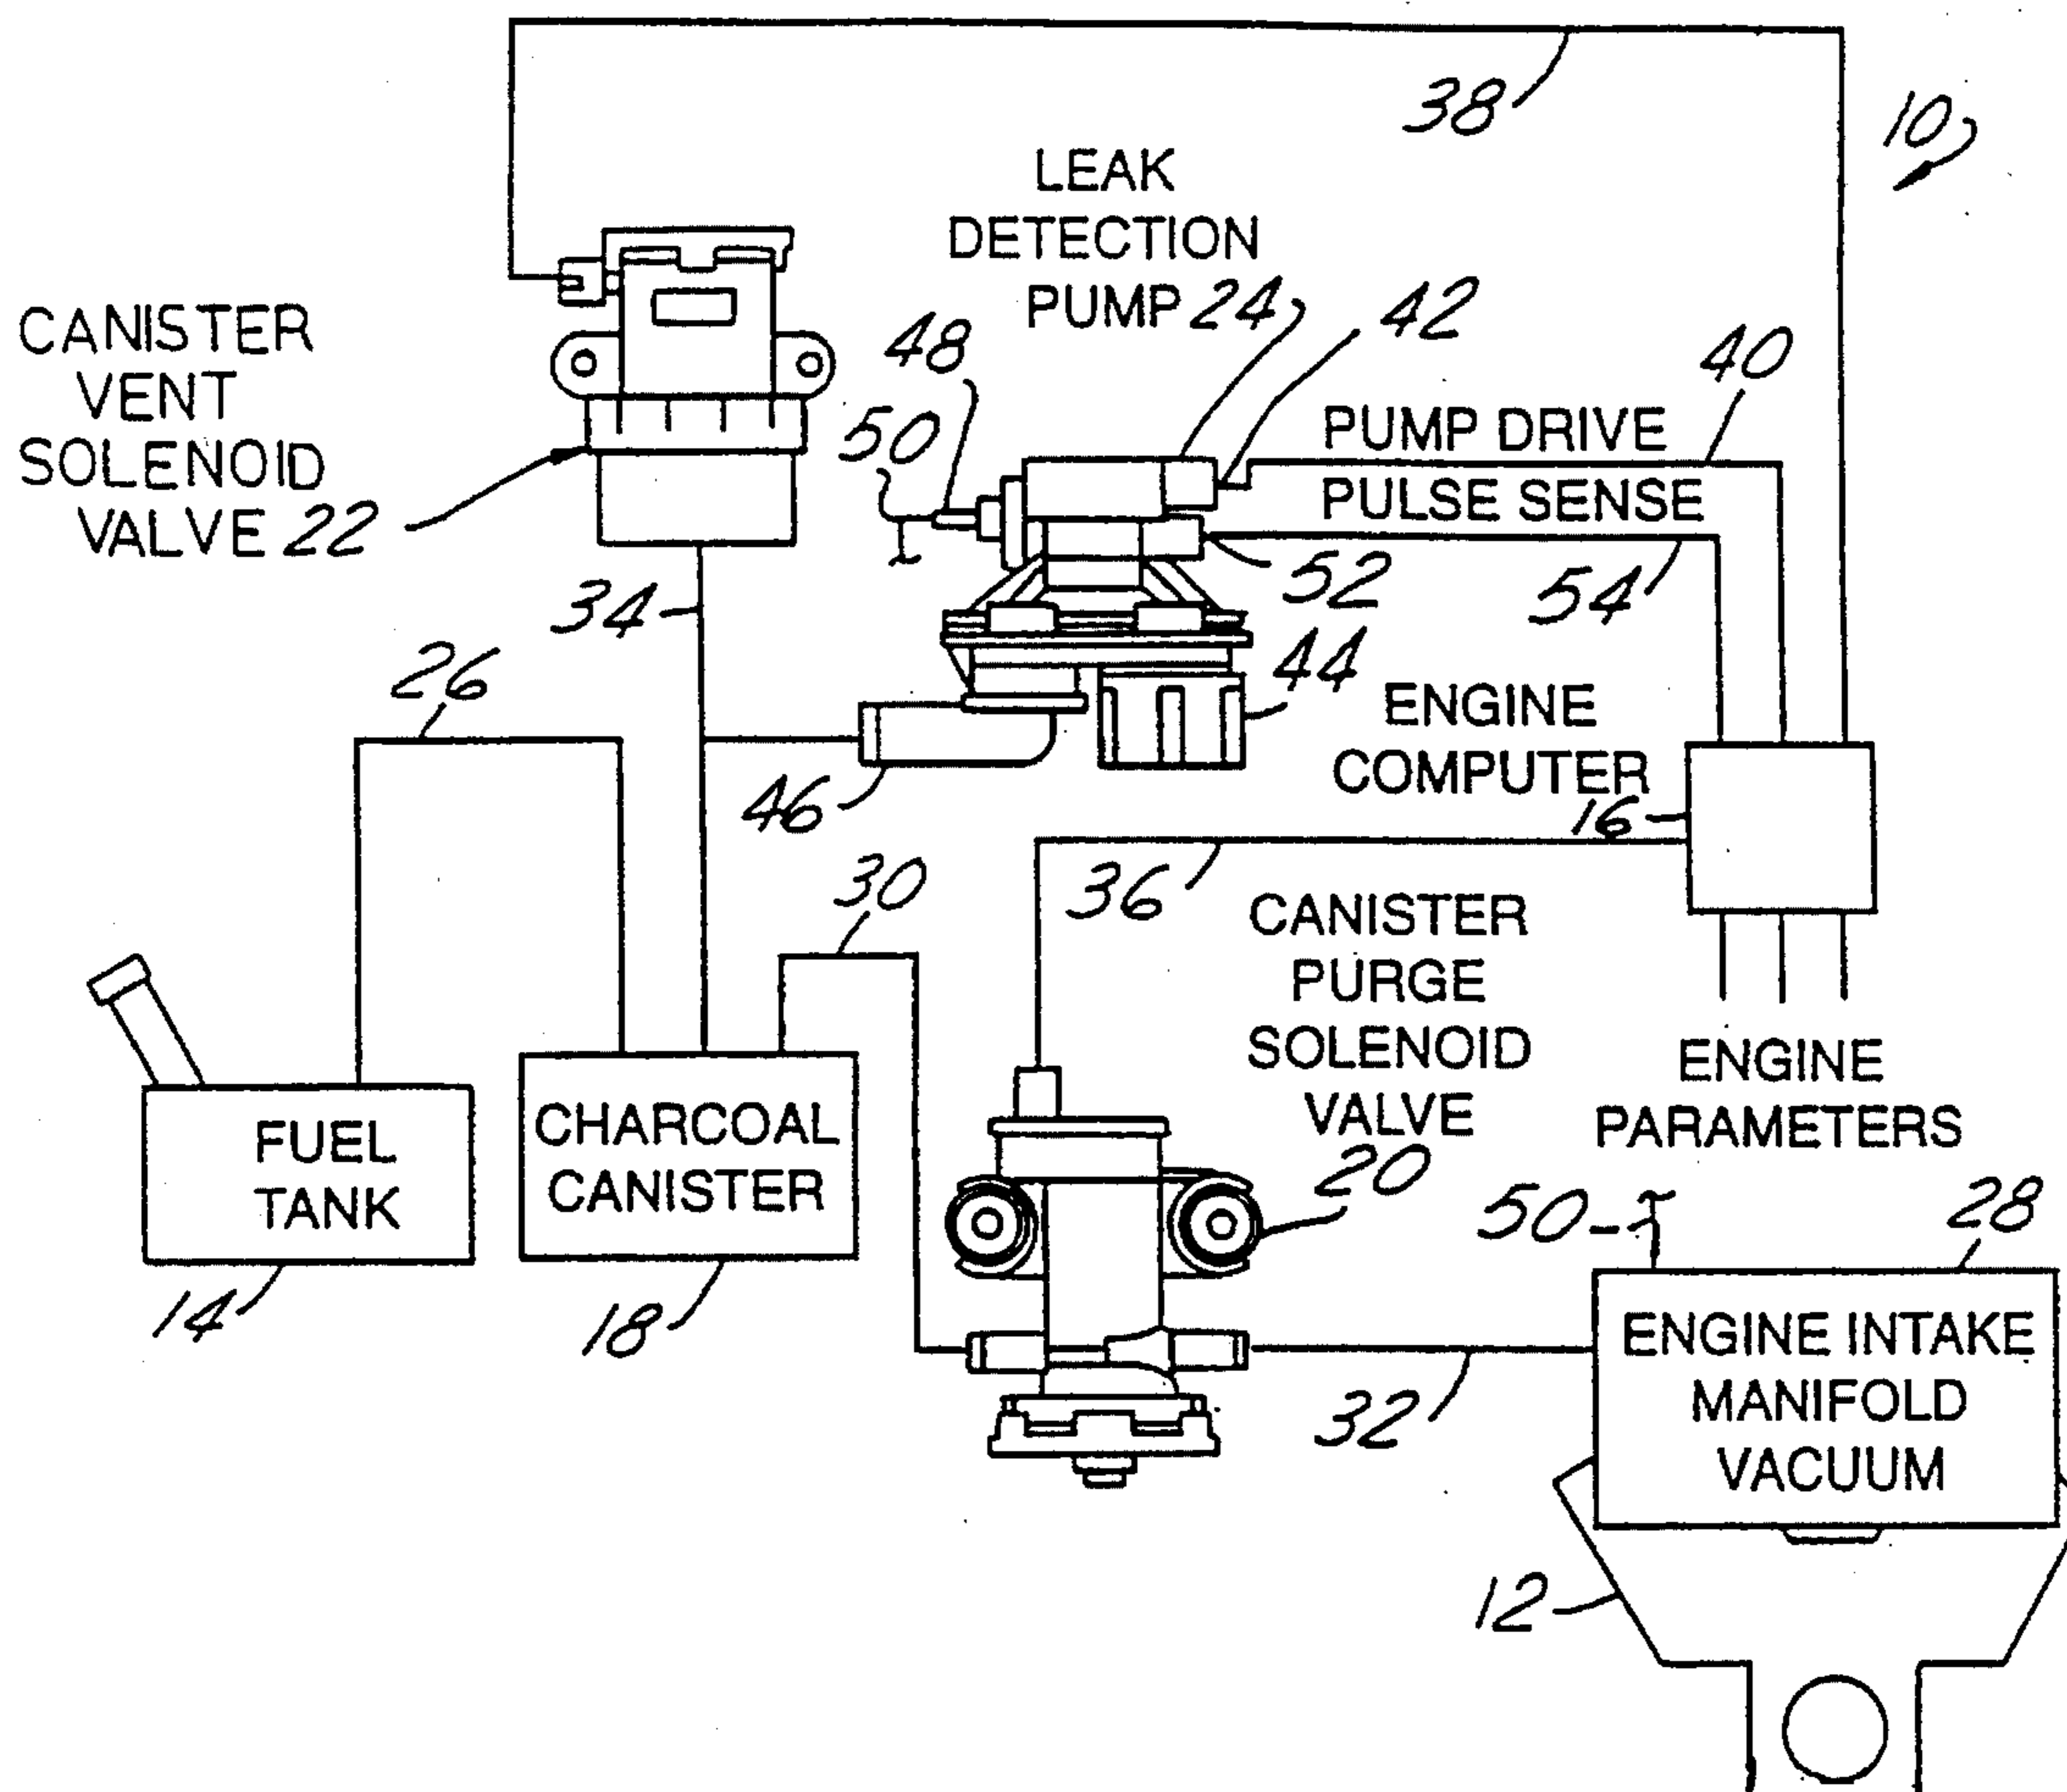 38
10
LEAK
DETECTION
PUMP 24
42
48
40
CANISTER
VENT
SOLENOID
VALVE 22
50
PUMP DRIVE
PULSE SENSE
52
54
34
44
26
ENGINE
COMPUTER
16
46
30
36
CANISTER
PURGE
SOLENOID
VALVE
20
ENGINE
PARAMETERS
FUEL
TANK
14
CHARCOAL
CANISTER
18
50
28
ENGINE INTAKE
MANIFOLD
VACUUM
32
12